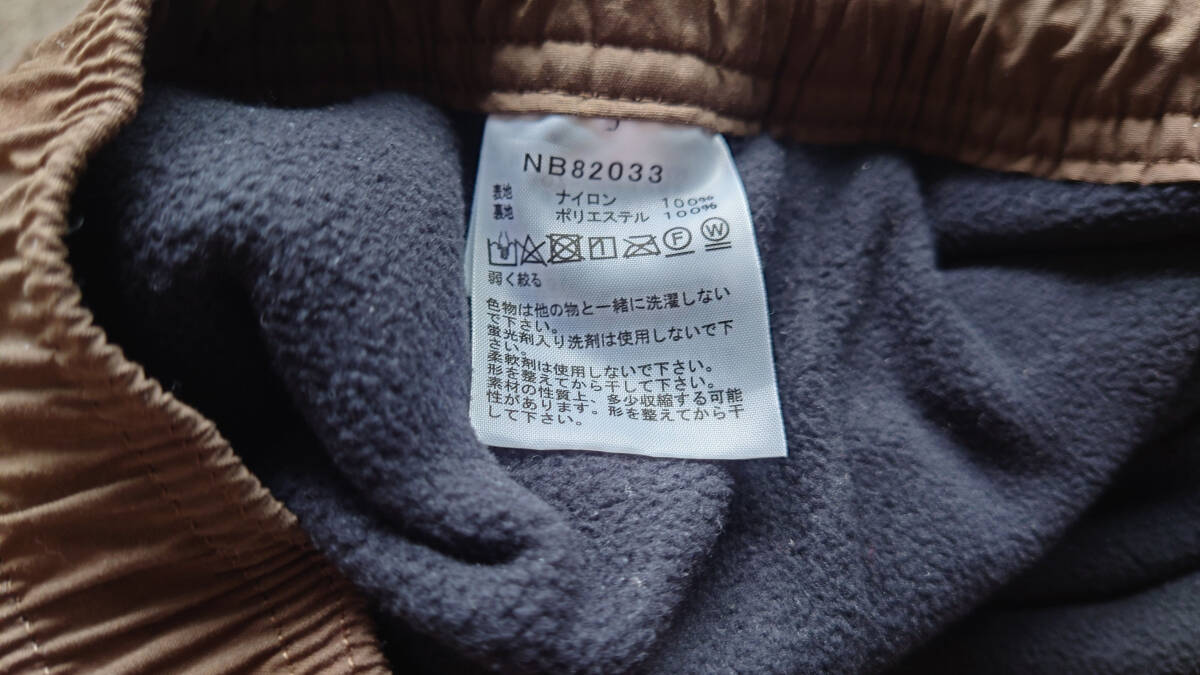 NB82033
表地 ナイロン 100%
裏地 ポリエステル 100%
F W
弱く絞る
色物は他の物と一緒に洗濯しない
で下さい。
蛍光剤入り洗剤は使用しないで下
さい。
柔軟剤は使用しないで下さい。
形を整えてから干して下さい。
素材の性質上、多少収縮する可能
性があります。形を整えてから干
して下さい。